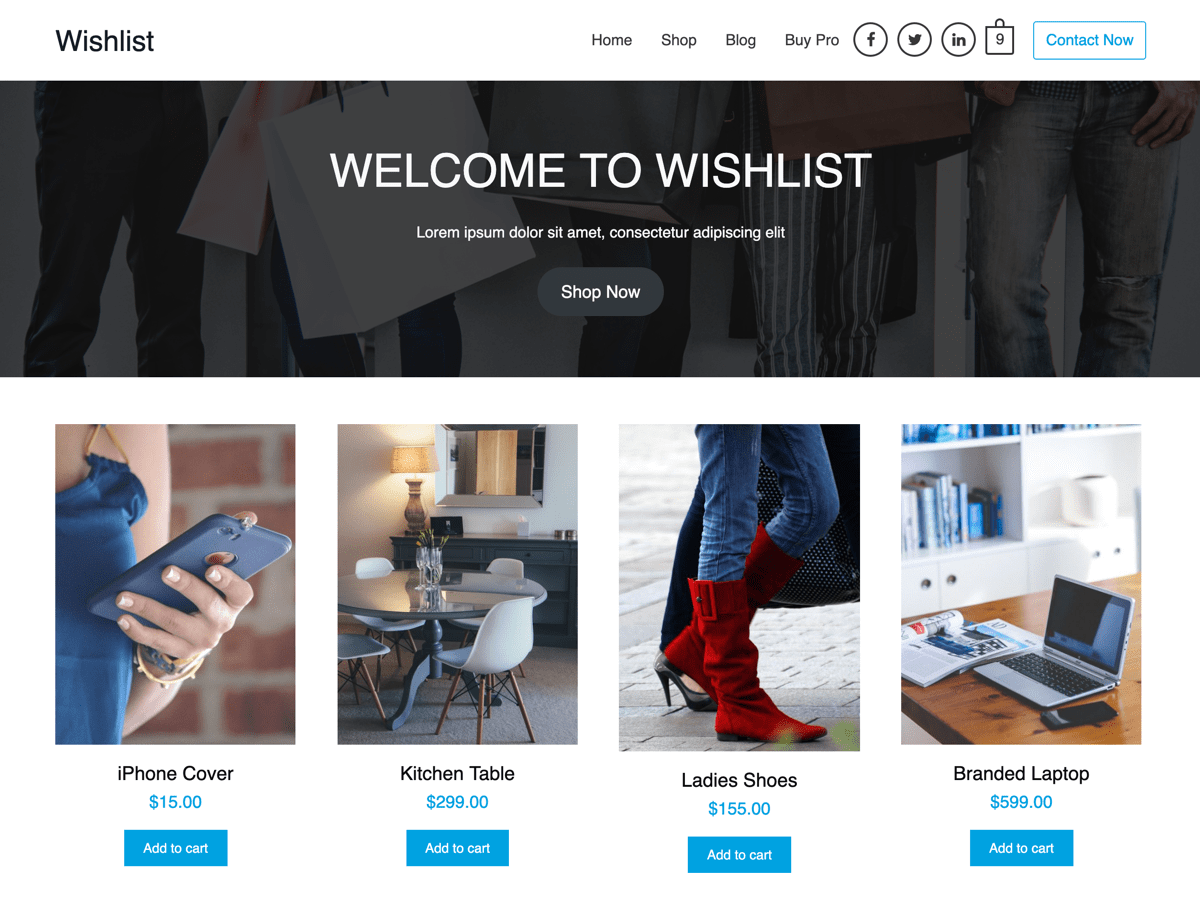 Wishlist
Home Shop Blog Buy Pro 9 Contact Now
WELCOME TO WISHLIST
Lorem ipsum dolor sit amet, consectetur adipiscing elit
Shop Now
iPhone Cover
$15.00
Add to cart
Kitchen Table
$299.00
Add to cart
Ladies Shoes
$155.00
Add to cart
Branded Laptop
$599.00
Add to cart